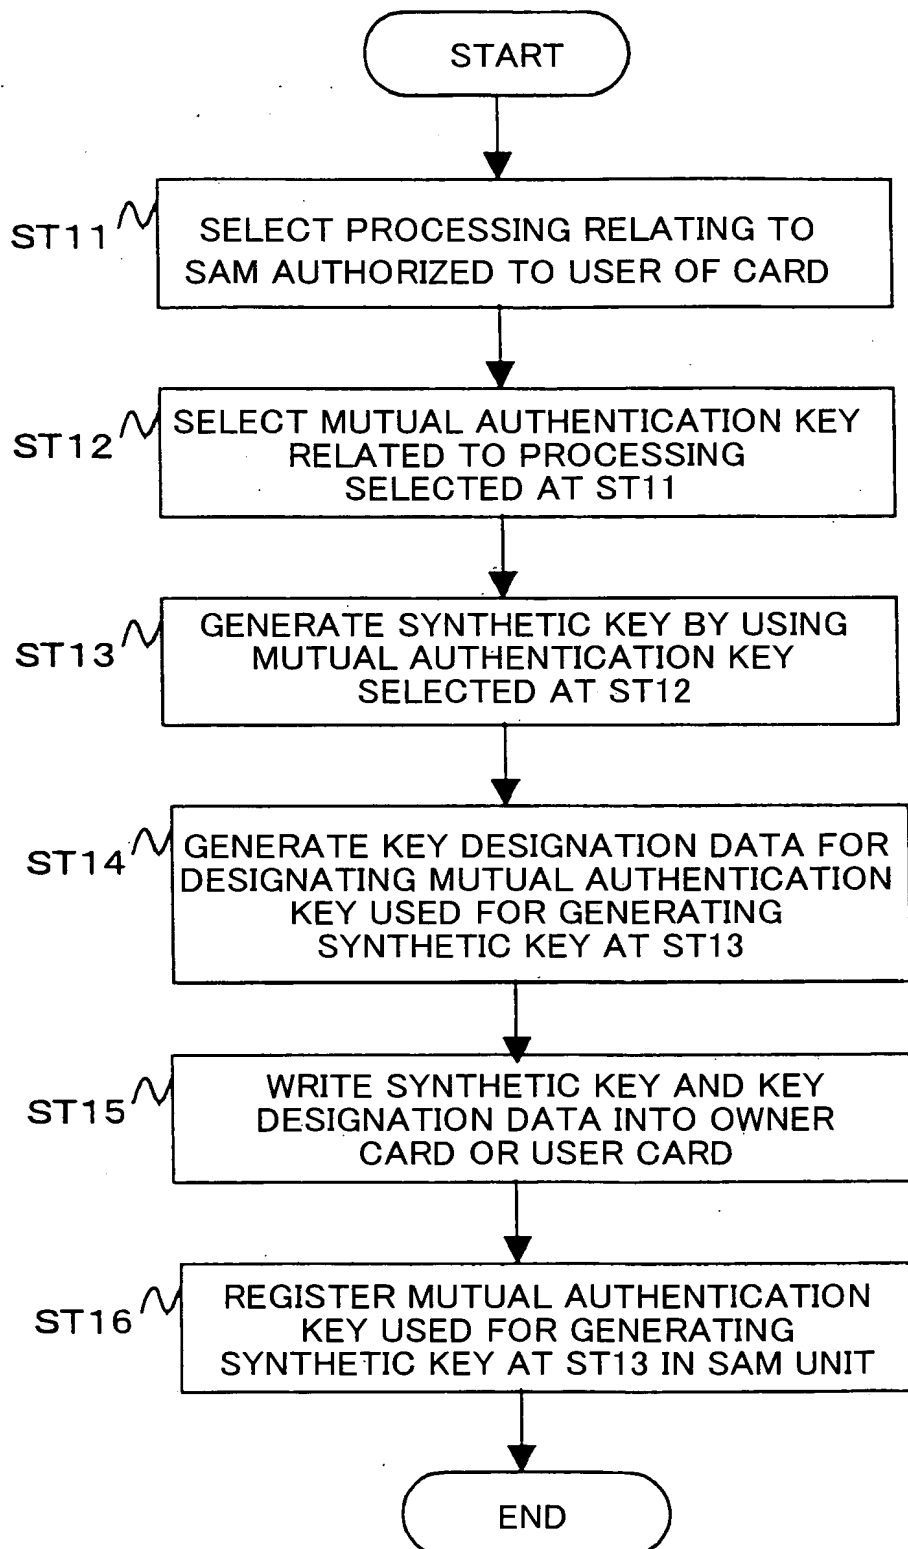 START
ST11
SELECT PROCESSING RELATING TO
SAM AUTHORIZED TO USER OF CARD
ST12
SELECT MUTUAL AUTHENTICATION KEY
RELATED TO PROCESSING
SELECTED AT ST11
ST13
GENERATE SYNTHETIC KEY BY USING
MUTUAL AUTHENTICATION KEY
SELECTED AT ST12
ST14
GENERATE KEY DESIGNATION DATA FOR
DESIGNATING MUTUAL AUTHENTICATION
KEY USED FOR GENERATING
SYNTHETIC KEY AT ST13
ST15
WRITE SYNTHETIC KEY AND KEY
DESIGNATION DATA INTO OWNER
CARD OR USER CARD
ST16
REGISTER MUTUAL AUTHENTICATION
KEY USED FOR GENERATING
SYNTHETIC KEY AT ST13 IN SAM UNIT
END